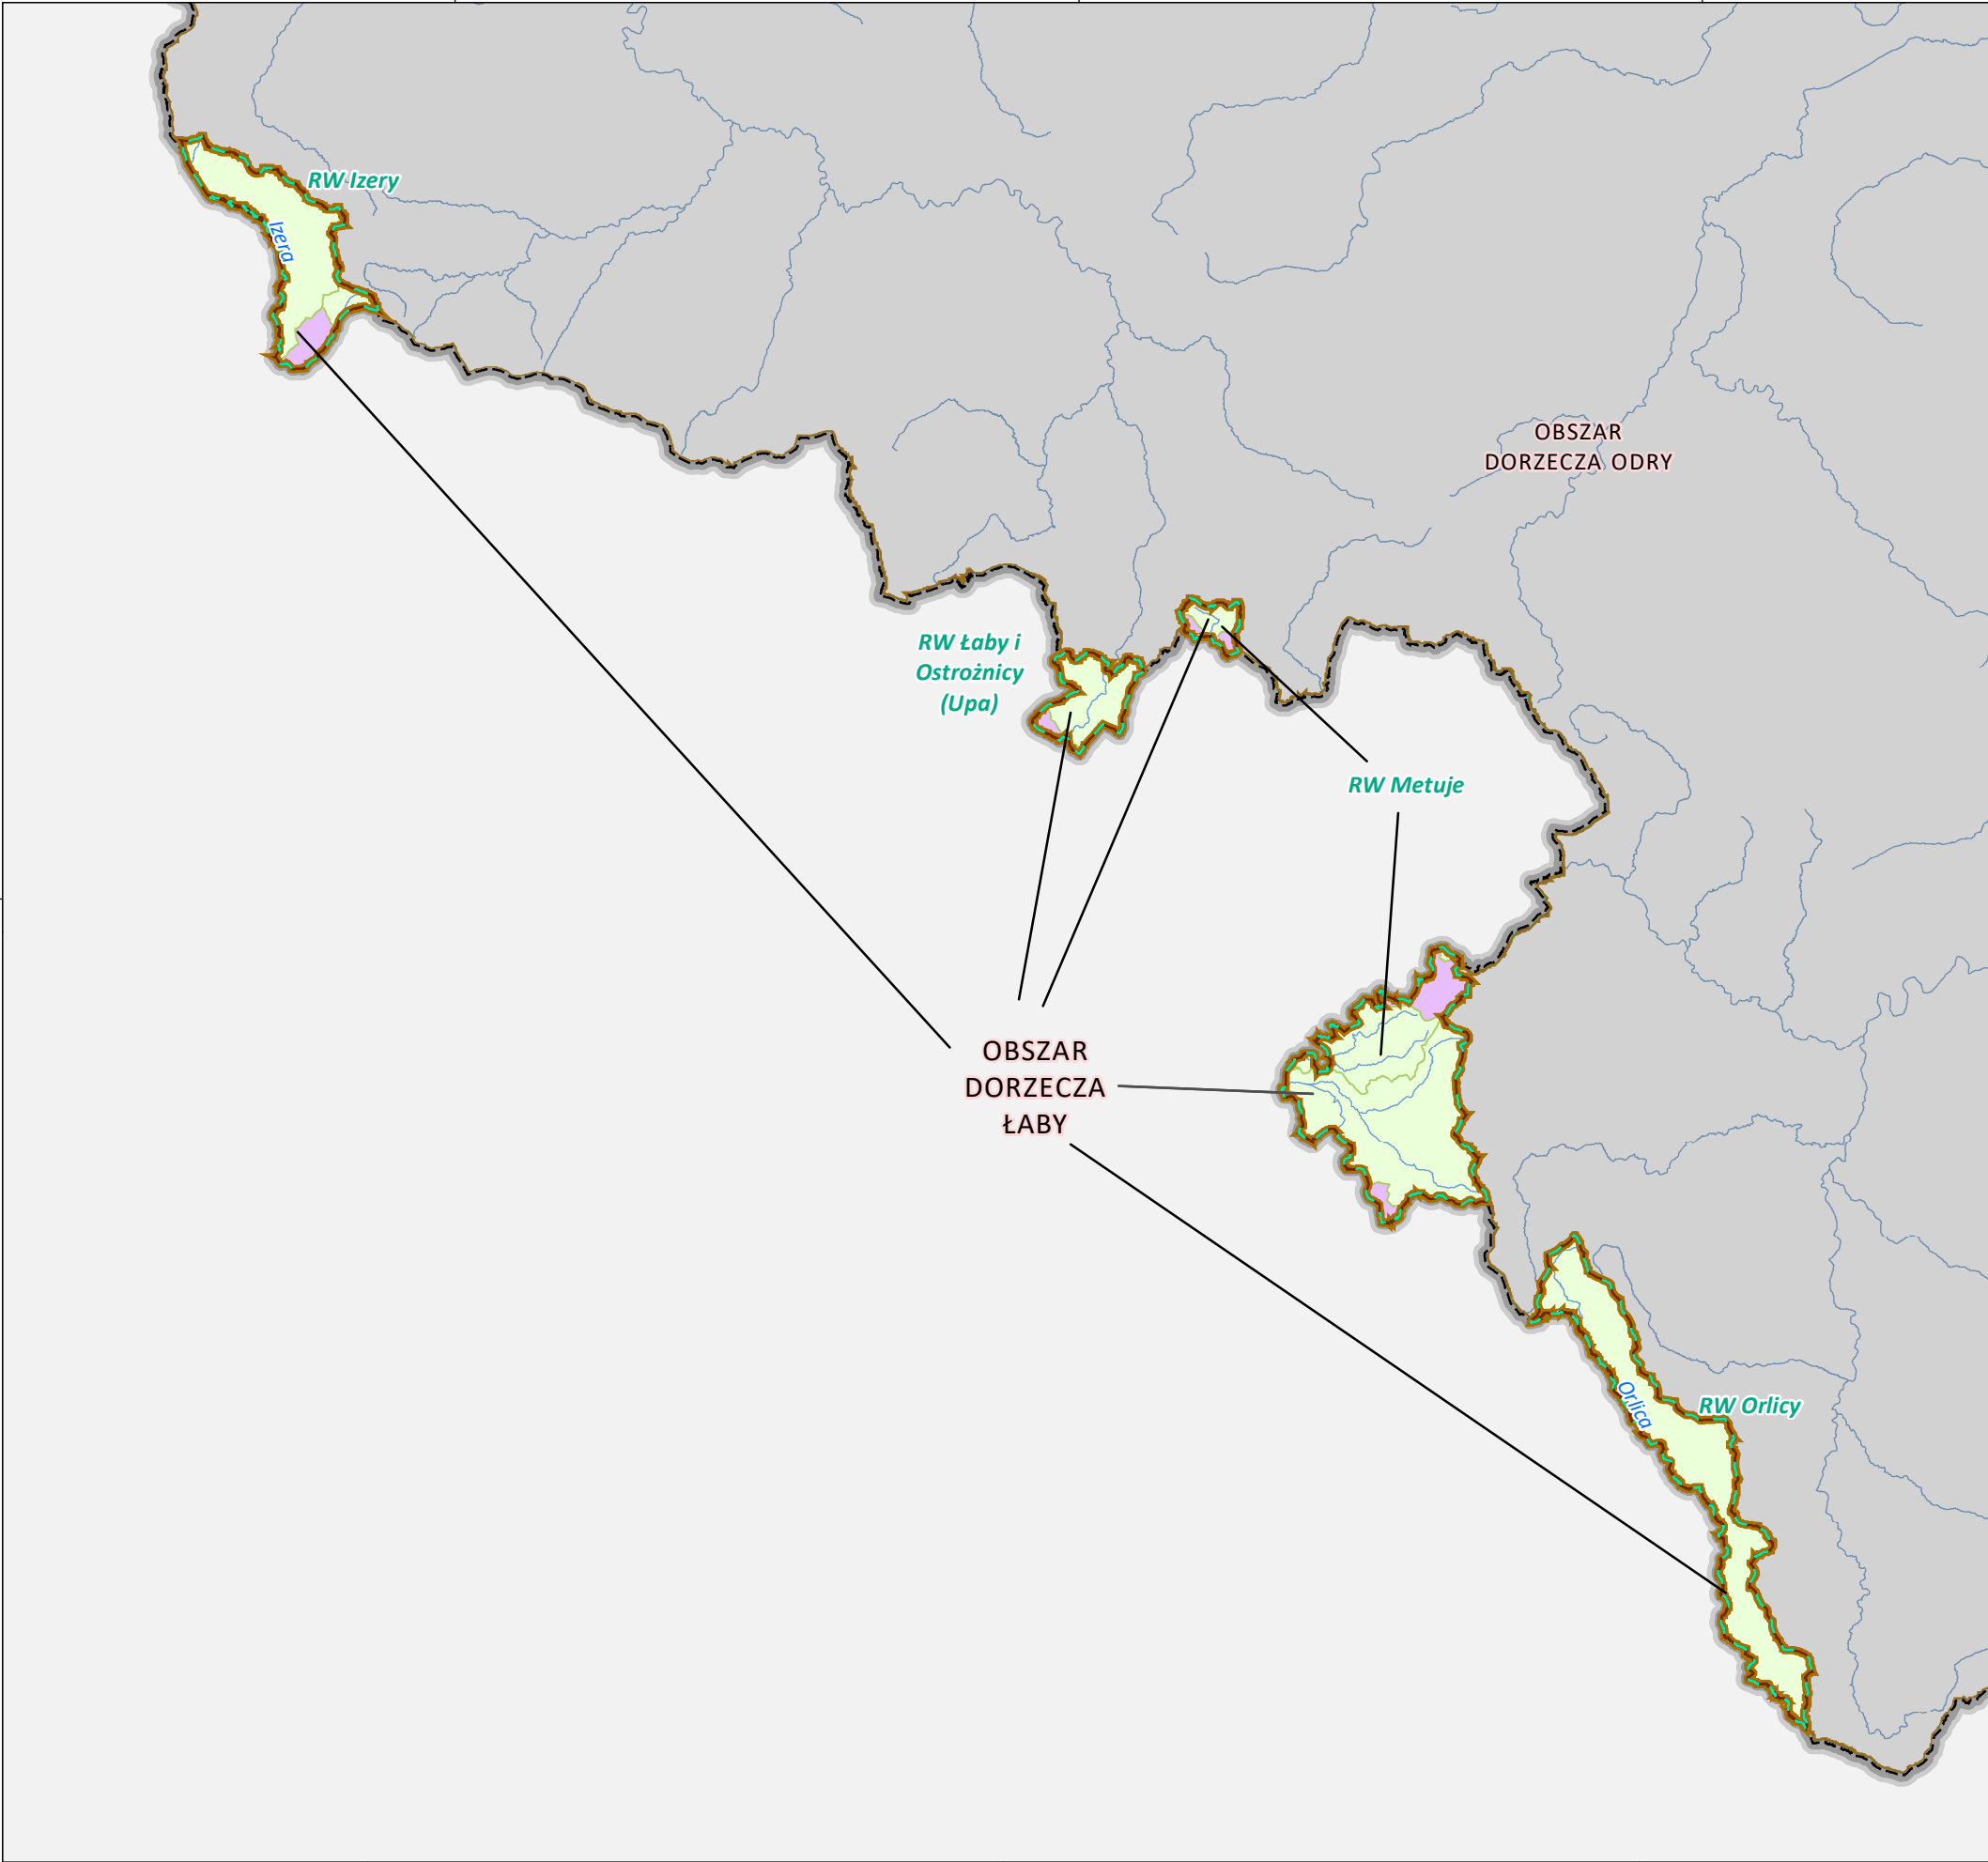 RW Izery
Izera
OBSZAR
DORZECZA ODRY
RW Łaby i
Ostrożnicy
(Upa)
RW Metuje
OBSZAR
DORZECZA
ŁABY
Orlica
RW Orlicy